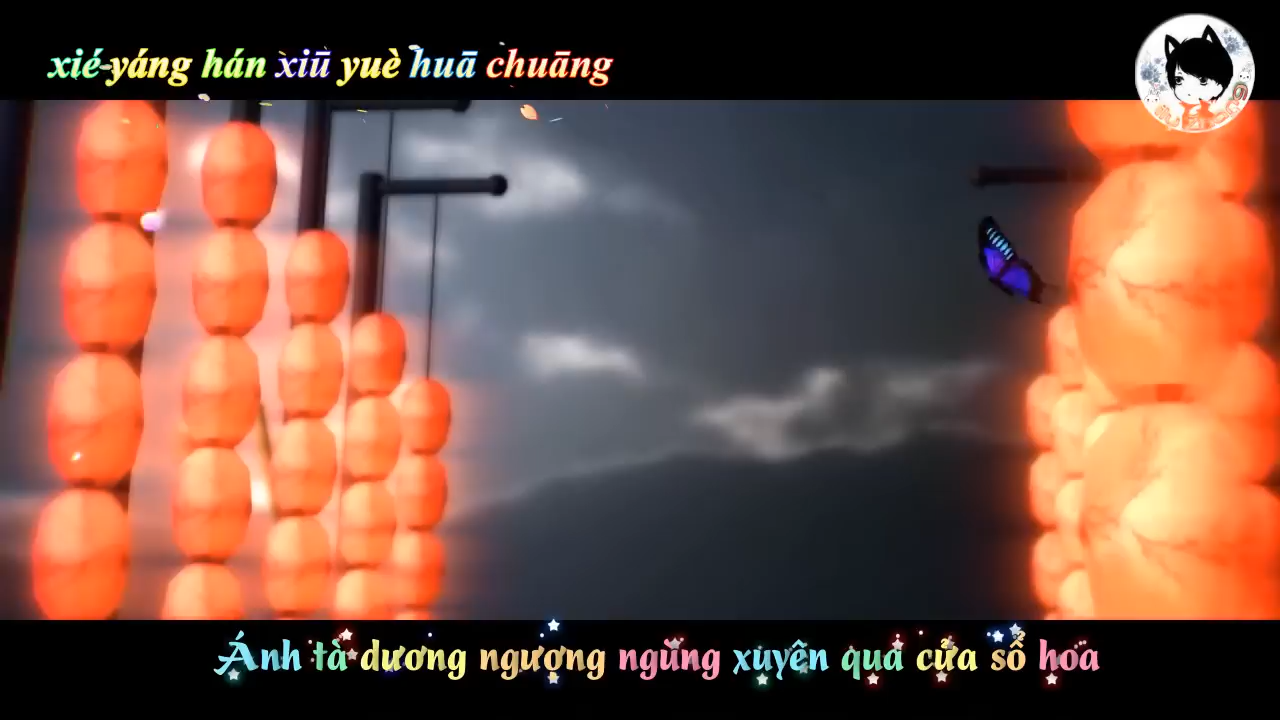 xié yáng hán xiū yuè huā chuāng
Ánh tà dương ngượng ngùng xuyên qua cửa sổ hoa